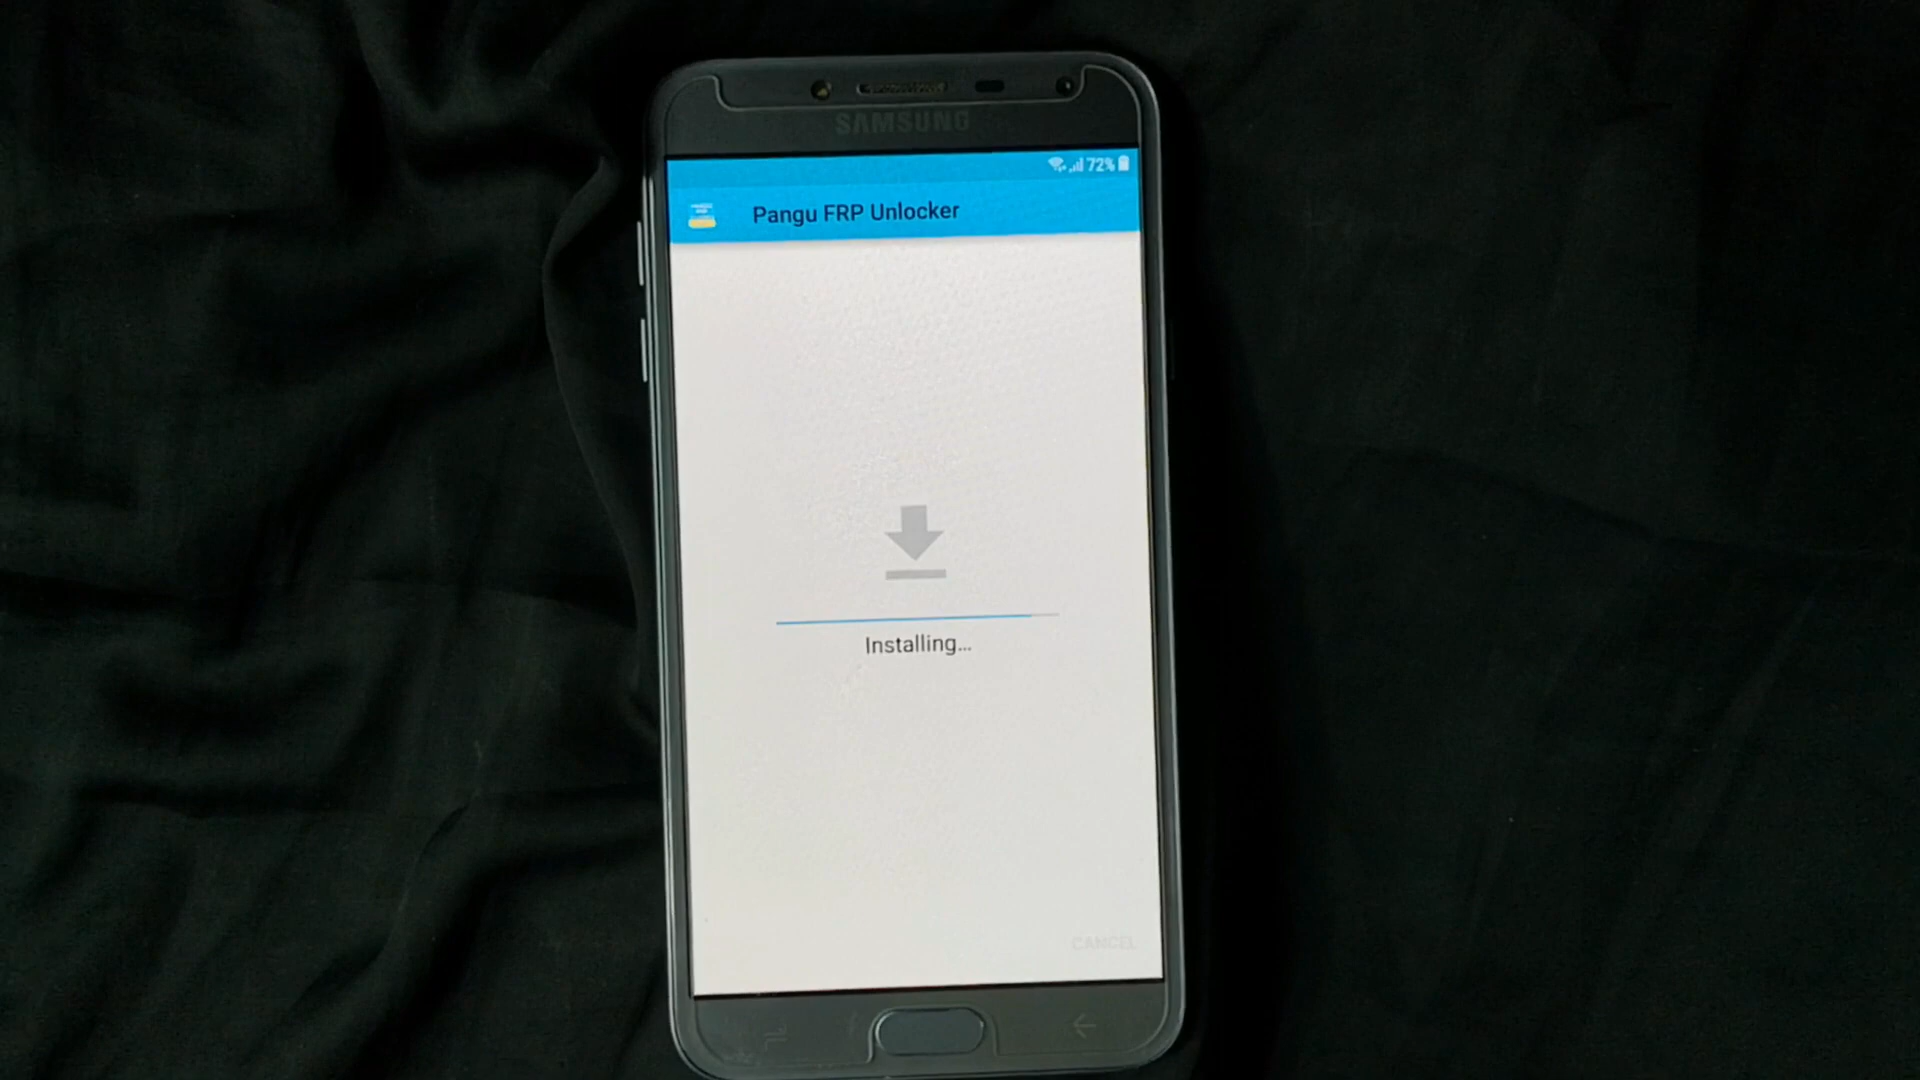 SAMSUNG
72%
Pangu FRP Unlocker
Installing...
CANCEL